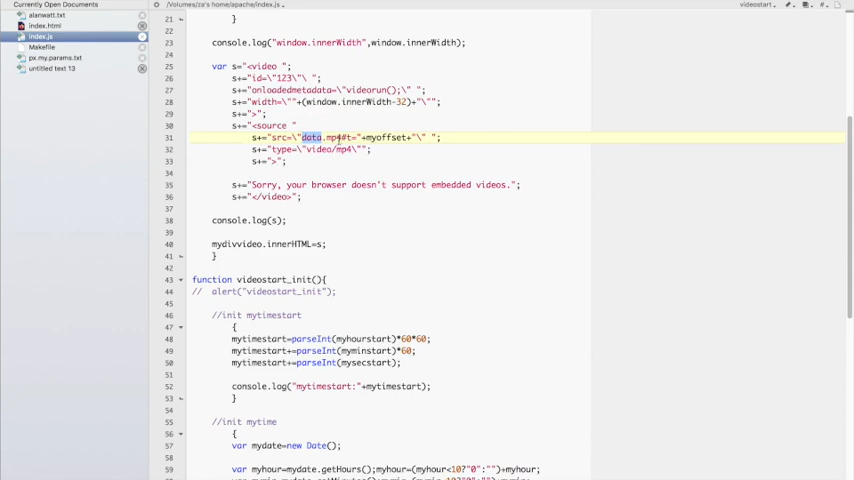 Currently Open Documents
/Volumes/za's home/apache/index.js
videostart
alanwatt.txt
index.html
index.js
Makefile
px.my.params.txt
untitled text 13
21 }
22
23 console.log("window.innerWidth",window.innerWidth);
24
25 var s="<video ";
26 s+="id=\"123\"\ ";
27 s+="onloadedmetadata=\"videorun();\" ";
28 s+="width=\""+(window.innerWidth-32)+"\"";
29 s+=">";
30 s+="<source "
31 s+="src=\"data.mp4#t="+myoffset+"\" ";
32 s+="type=\"video/mp4\"";
33 s+=">";
34
35 s+="Sorry, your browser doesn't support embedded videos.";
36 s+="</video>";
37
38 console.log(s);
39
40 mydivvideo.innerHTML=s;
41 }
42
43 function videostart_init(){
44 // alert("videostart_init");
45
46 //init mytimestart
47 {
48 mytimestart=parseInt(myhourstart)*60*60;
49 mytimestart+=parseInt(myminstart)*60;
50 mytimestart+=parseInt(mysecstart);
51
52 console.log("mytimestart:"+mytimestart);
53 }
54
55 //init mytime
56 {
57 var mydate=new Date();
58
59 var myhour=mydate.getHours();myhour=(myhour<10?"0":"")+myhour;